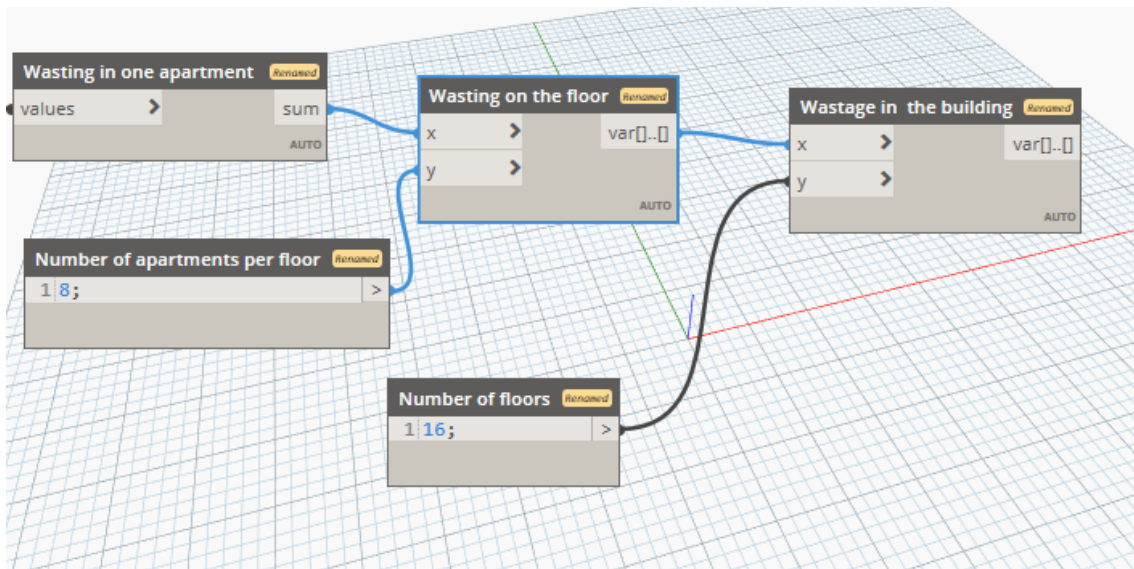 Wasting in one apartment Renamed
values > sum
AUTO
Wasting on the floor Renamed
x > var[]..[]
y >
AUTO
Wastage in  the building Renamed
x > var[]..[]
y >
AUTO
Number of apartments per floor Renamed
1 8; >
Number of floors Renamed
1 16; >